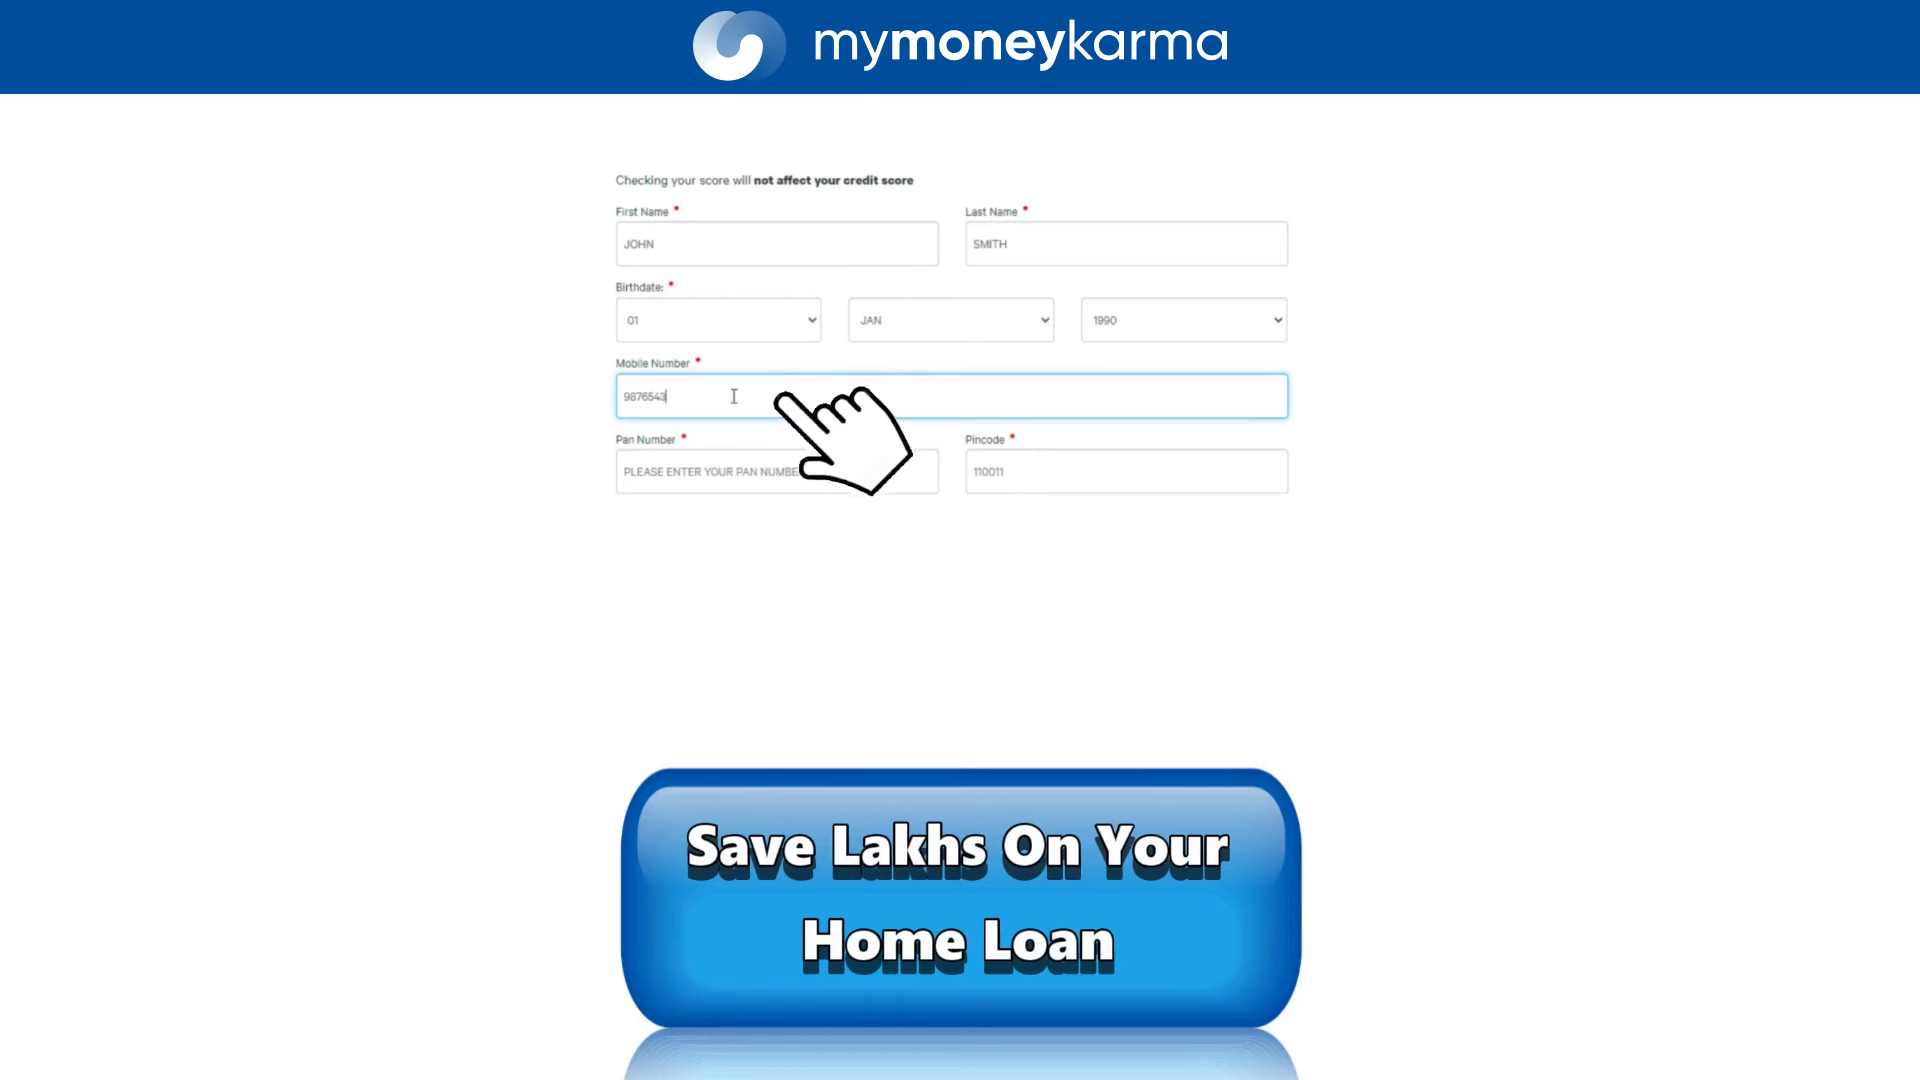 mymoneykarma
Checking your score will not affect your credit score
First Name *
Last Name *
JOHN
SMITH
Birthdate: *
01
JAN
1990
Mobile Number *
9876543
Pan Number *
Pincode *
PLEASE ENTER YOUR PAN NUMBE
110011
Save Lakhs On Your
Home Loan